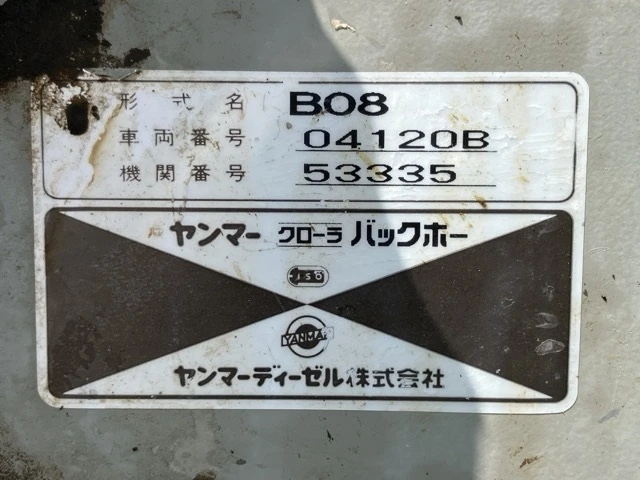 形式名 B08
車両番号 04120B
機関番号 53335
ヤンマー クローラ バックホー
ISO
YANMAR
ヤンマーディーゼル株式会社